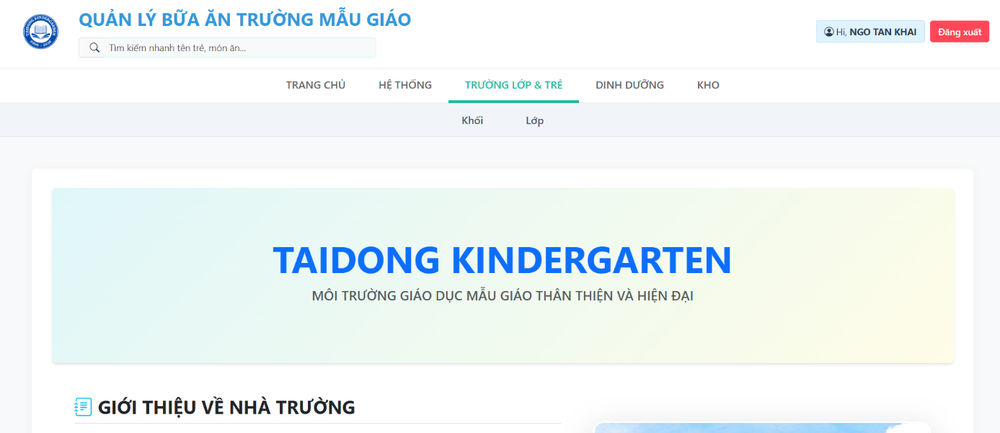 TAIDONG KINDERGARTEN
QUẢN LÝ BỮA ĂN TRƯỜNG MẪU GIÁO
Tìm kiếm nhanh tên trẻ, món ăn...
Hi, NGO TAN KHAI
Đăng xuất
TRANG CHỦ
HỆ THỐNG
TRƯỜNG LỚP & TRẺ
DINH DƯỠNG
KHO
Khối
Lớp
TAIDONG KINDERGARTEN
MÔI TRƯỜNG GIÁO DỤC MẪU GIÁO THÂN THIỆN VÀ HIỆN ĐẠI
GIỚI THIỆU VỀ NHÀ TRƯỜNG